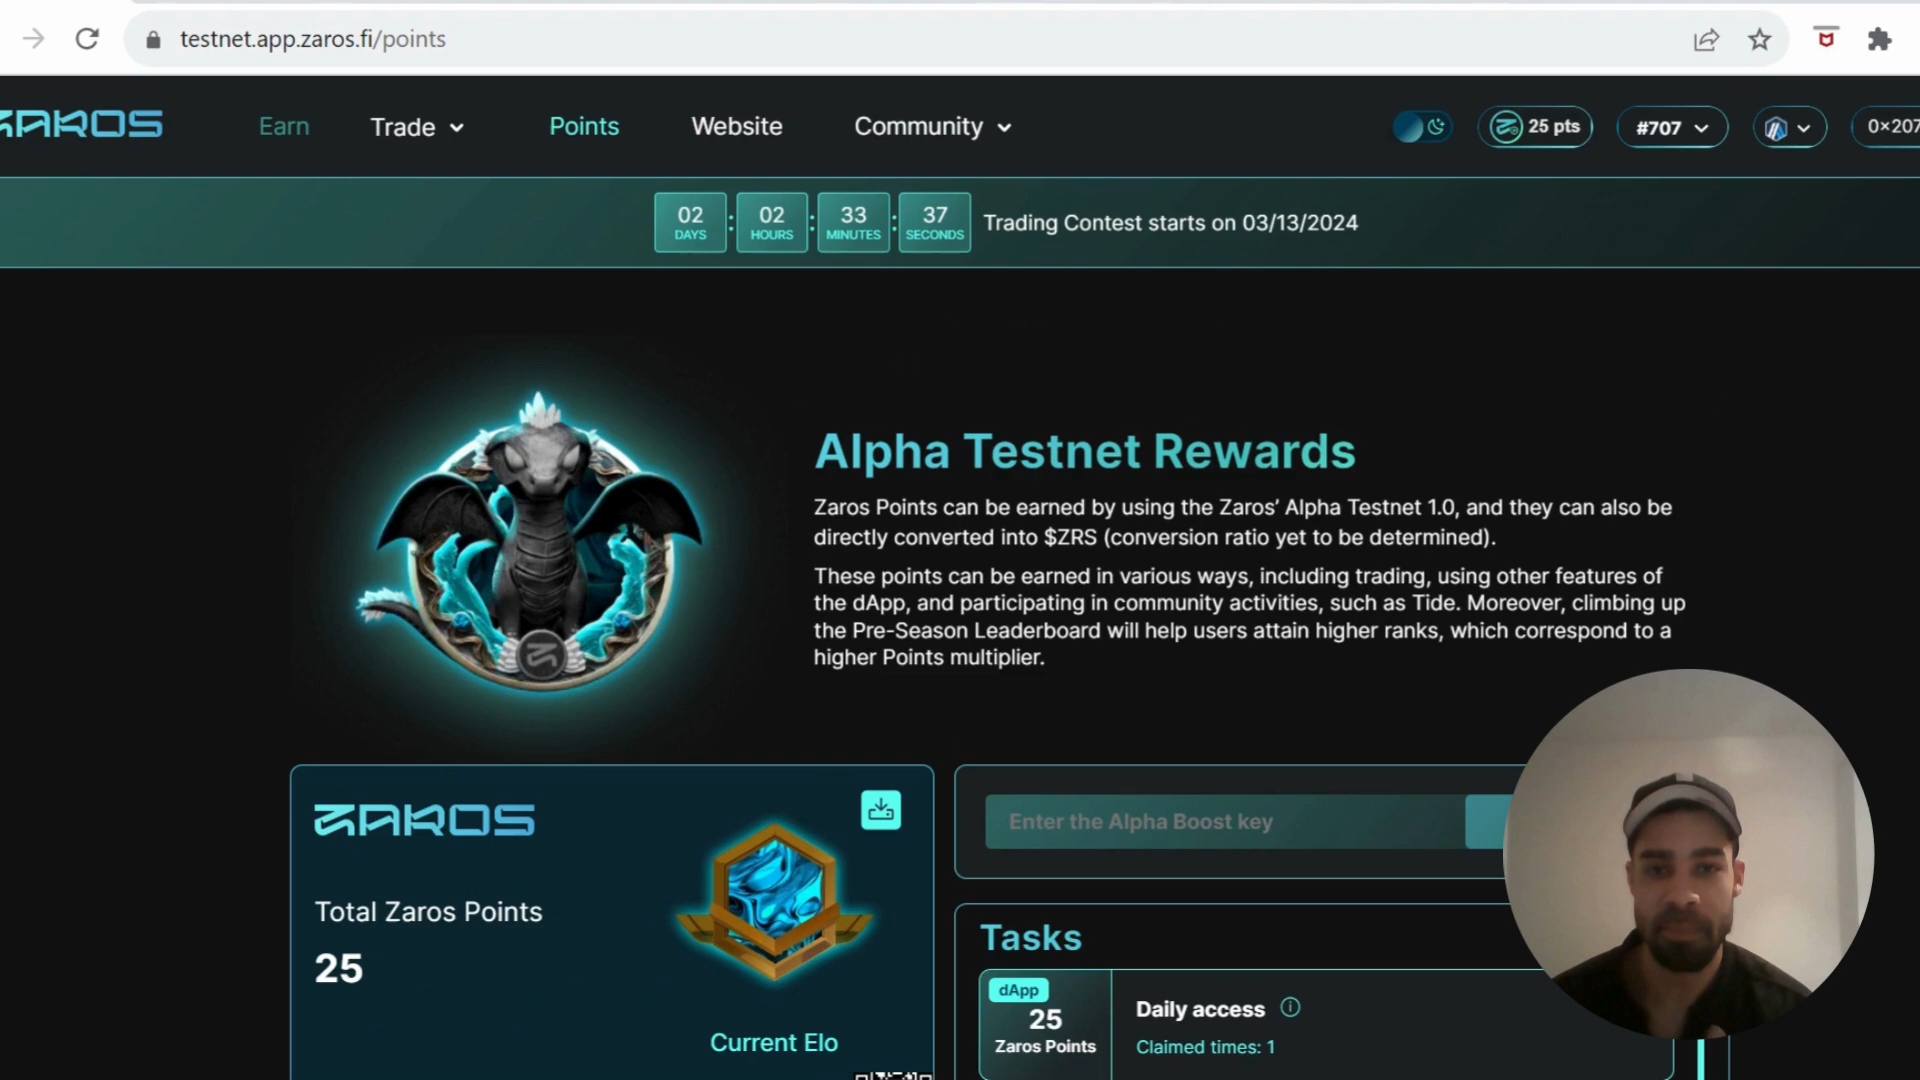 testnet.app.zaros.fi/points
ZAROS
Earn
Trade
Points
Website
Community
25 pts
#707
0×207
02
DAYS
:
02
HOURS
:
33
MINUTES
:
37
SECONDS
Trading Contest starts on 03/13/2024
Alpha Testnet Rewards
Zaros Points can be earned by using the Zaros’ Alpha Testnet 1.0, and they can also be
directly converted into $ZRS (conversion ratio yet to be determined).
These points can be earned in various ways, including trading, using other features of
the dApp, and participating in community activities, such as Tide. Moreover, climbing up
the Pre-Season Leaderboard will help users attain higher ranks, which correspond to a
higher Points multiplier.
ZAROS
Total Zaros Points
25
Current Elo
Enter the Alpha Boost key
Tasks
dApp
25
Zaros Points
Daily access
Claimed times: 1